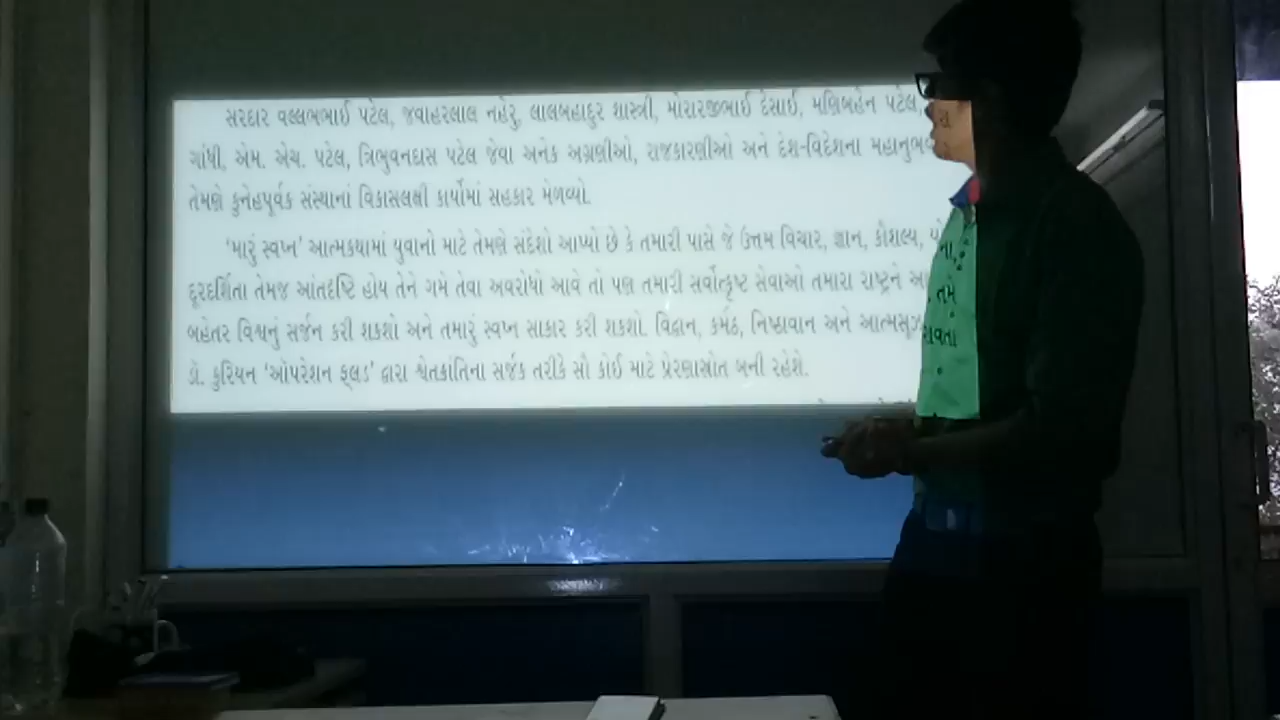 સરદાર વલ્લભભાઈ પટેલ, જવાહરલાલ નહેરુ, લાલબહાદુર શાસ્ત્રી, મોરારજીભાઈ દેસાઈ, મણિબહેન પટેલ,
ગાંધી, એમ. એચ. પટેલ, ત્રિભુવનદાસ પટેલ જેવા અનેક અગ્રણીઓ, રાજકારણીઓ અને દેશ-વિદેશના
તેમણે કુનેહપૂર્વક સંસ્થાનાં વિકાસલક્ષી કાર્યોમાં સહકાર મેળવ્યો.
‘મારું સ્વપ્ન’ આત્મકથામાં યુવાનો માટે તેમણે સંદેશો આપ્યો છે કે તમારી પાસે જે ઉત્તમ વિચાર, જ્ઞાન, કૌશલ્ય,
દૂરદર્શિતા તેમજ આંતર્દષ્ટિ હોય તેને ગમે તેવા અવરોધો આવે તો પણ તમારી સર્વોત્કૃષ્ટ સેવાઓ તમારા રાષ્ટ્રને તમે
બહેતર વિશ્વનું સર્જન કરી શકશો અને તમારું સ્વપ્ન સાકાર કરી શકશો. વિદ્વાન, કર્મઠ, નિષ્ઠાવાન અને
ડૉ. કુરિયન ‘ઑપરેશન ફ્લડ’ દ્વારા શ્વેતક્રાંતિના સર્જક તરીકે સૌ કોઈ માટે પ્રેરણાસ્રોત બની રહેશે.